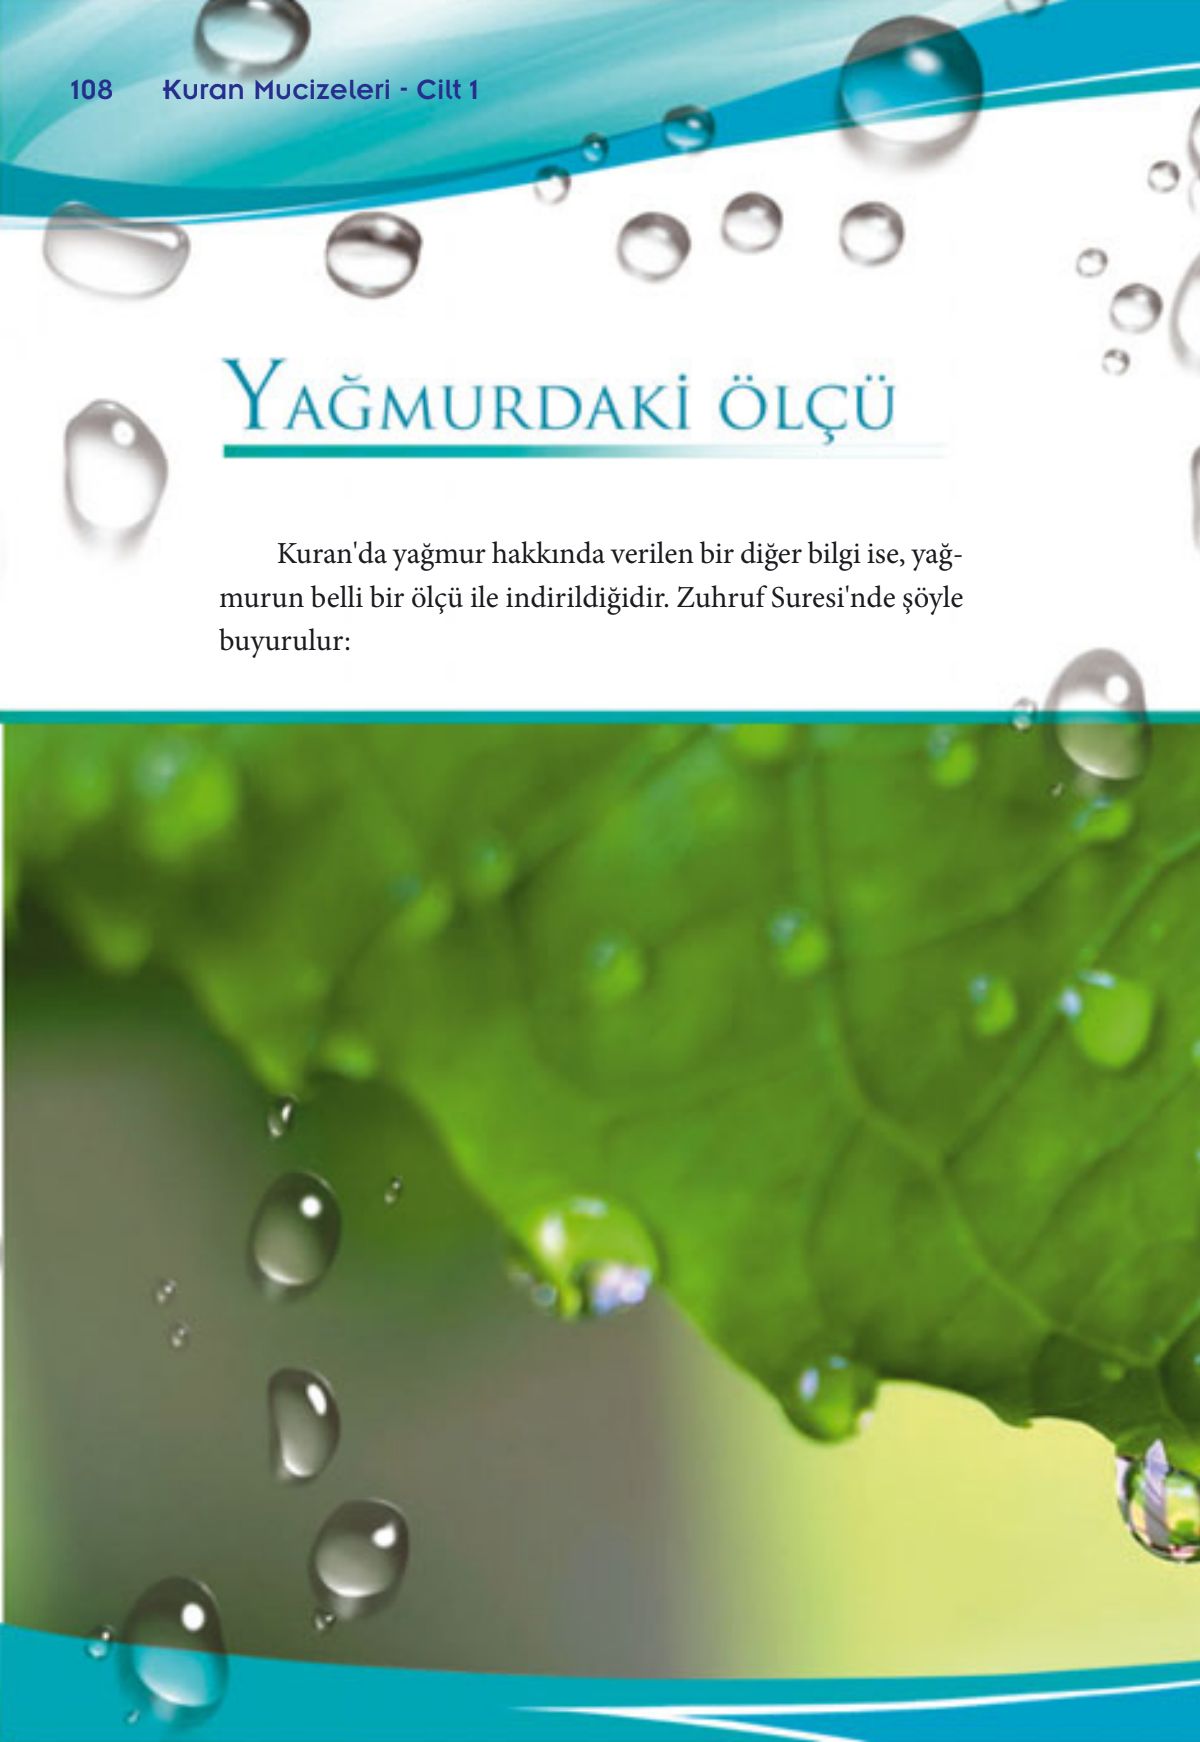 108 Kuran Mucizeleri - Cilt 1
YAĞMURDAKİ ÖLÇÜ
Kuran'da yağmur hakkında verilen bir diğer bilgi ise, yağ-
murun belli bir ölçü ile indirildiğidir. Zuhruf Suresi'nde şöyle
buyurulur: